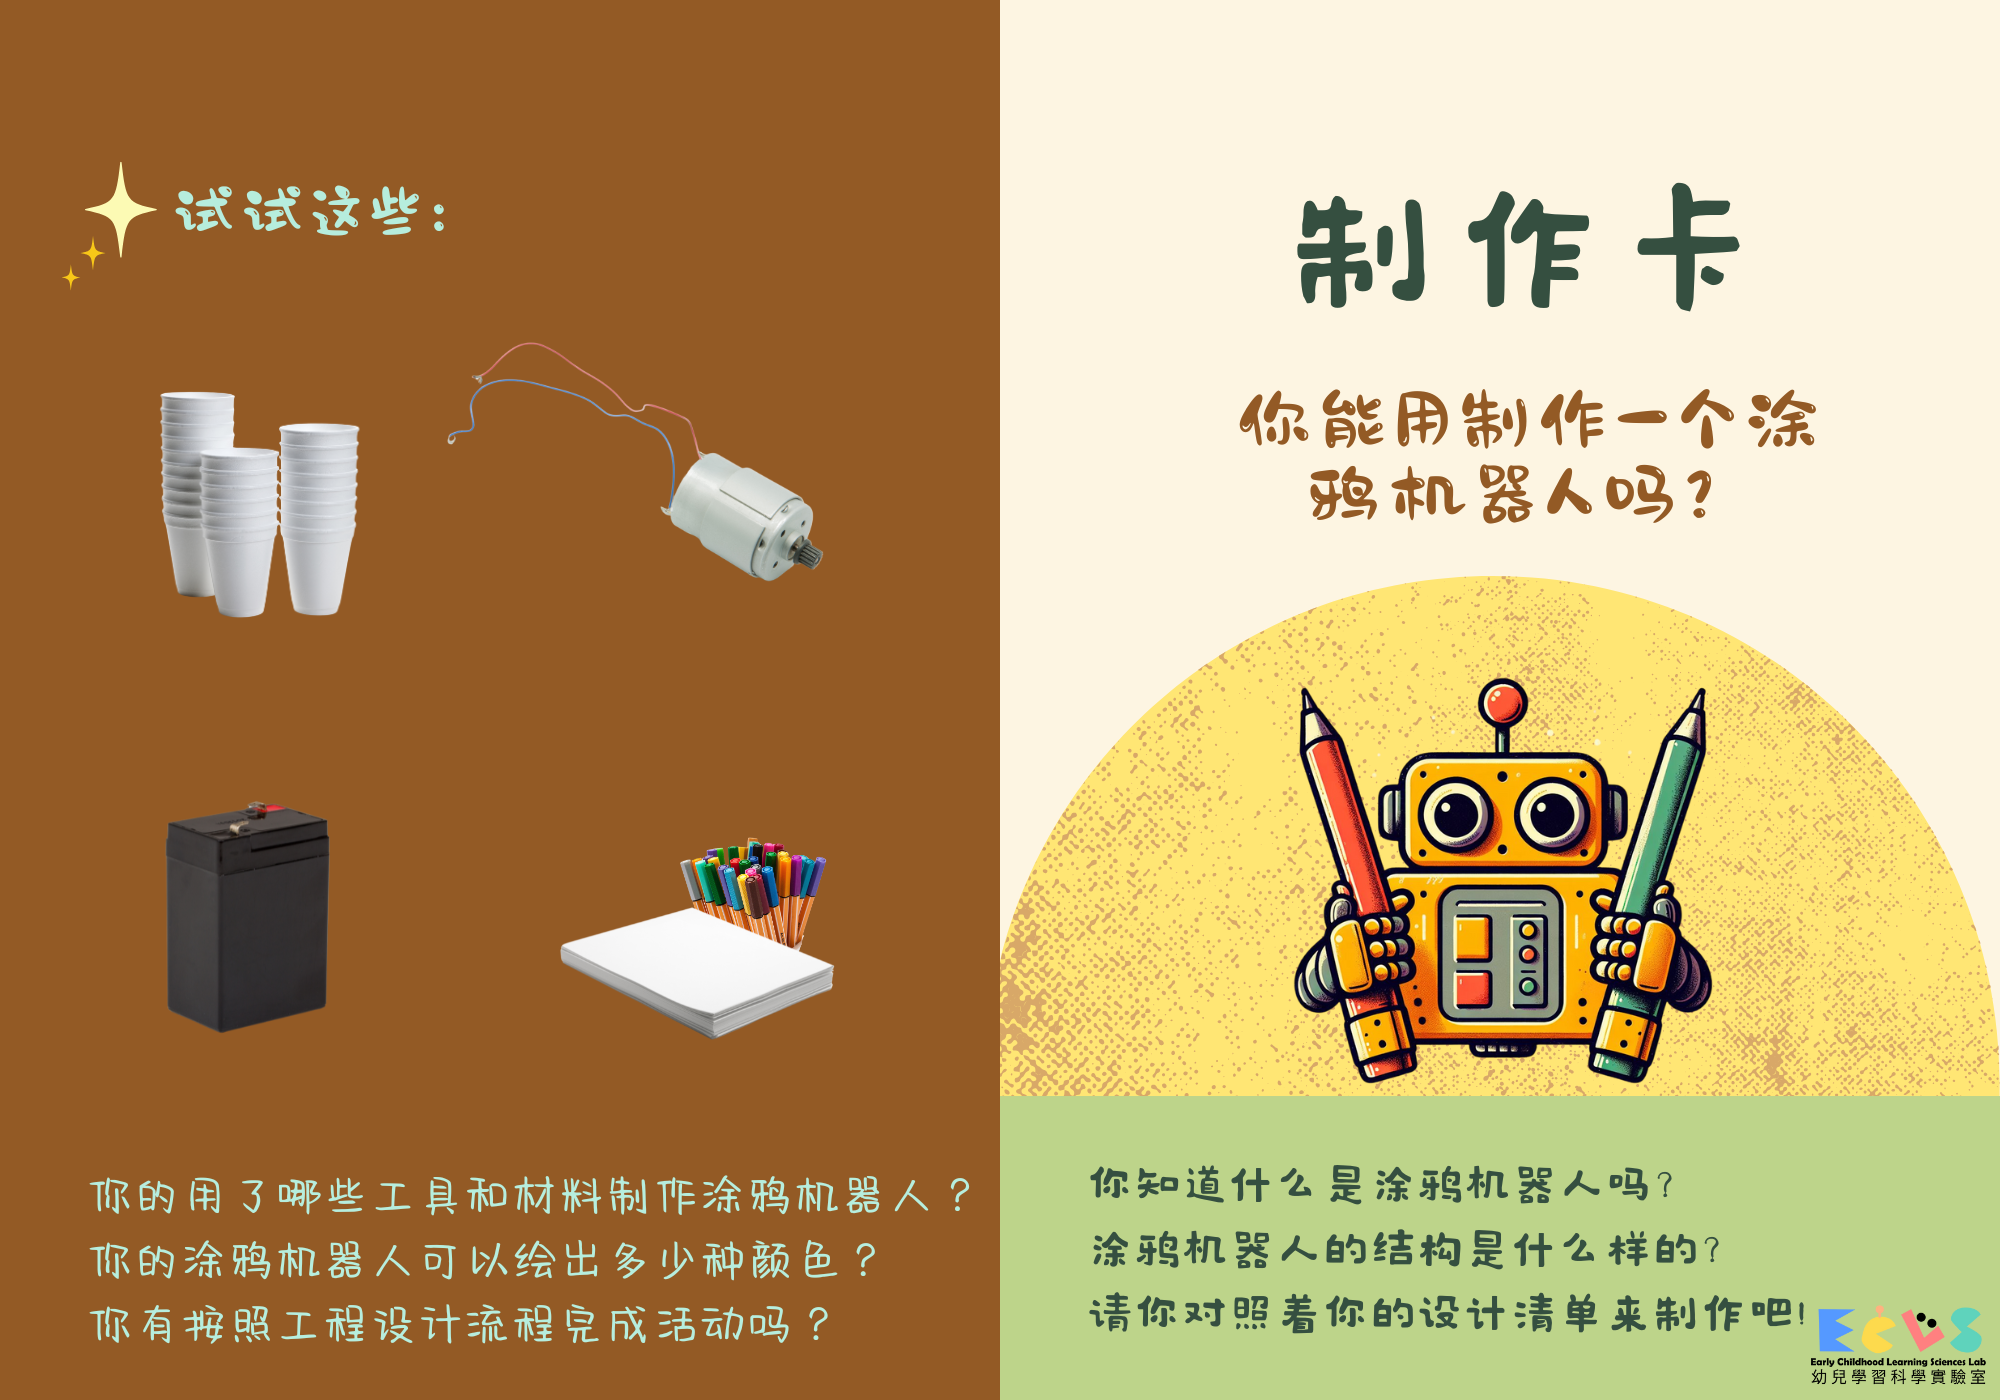 试试这些：
你的用了哪些工具和材料制作涂鸦机器人？
你的涂鸦机器人可以绘出多少种颜色？
你有按照工程设计流程完成活动吗？
制作卡
你能用制作一个涂
鸦机器人吗？
你知道什么是涂鸦机器人吗？
涂鸦机器人的结构是什么样的？
请你对照着你的设计清单来制作吧！
ECLS
Early Childhood Learning Sciences Lab
幼兒學習科學實驗室